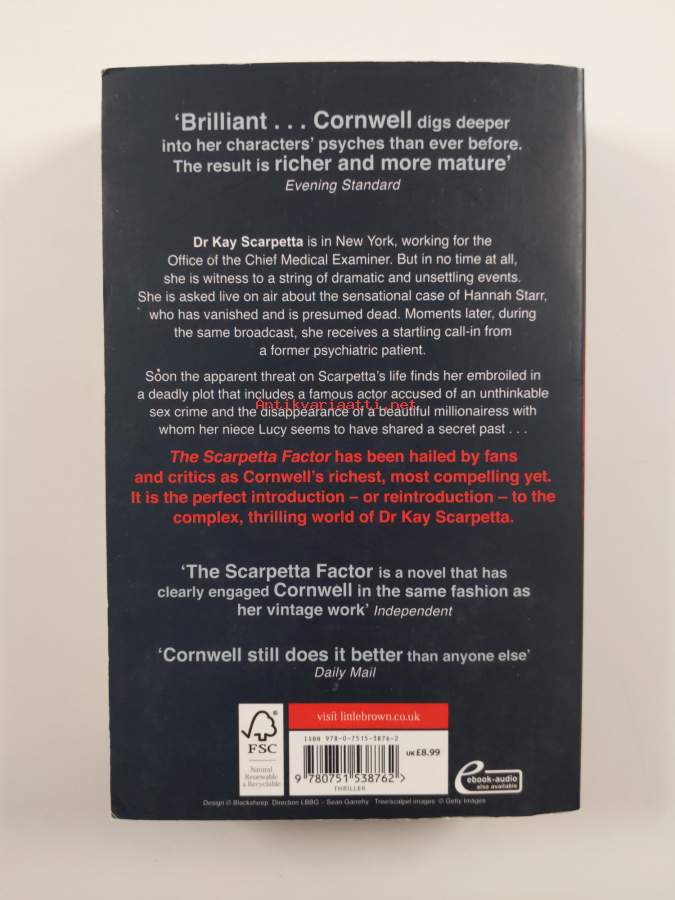 ‘Brilliant . . . Cornwell digs deeper
into her characters’ psyches than ever before.
The result is richer and more mature’
Evening Standard
Dr Kay Scarpetta is in New York, working for the
Office of the Chief Medical Examiner. But in no time at all,
she is witness to a string of dramatic and unsettling events.
She is asked live on air about the sensational case of Hannah Starr,
who has vanished and is presumed dead. Moments later, during
the same broadcast, she receives a startling call-in from
a former psychiatric patient.
Soon the apparent threat on Scarpetta’s life finds her embroiled in
a deadly plot that includes a famous actor accused of an unthinkable
Antikvariaatti.net
sex crime and the disappearance of a beautiful millionairess with
whom her niece Lucy seems to have shared a secret past . . .
The Scarpetta Factor has been hailed by fans
and critics as Cornwell’s richest, most compelling yet.
It is the perfect introduction – or reintroduction – to the
complex, thrilling world of Dr Kay Scarpetta.
‘The Scarpetta Factor is a novel that has
clearly engaged Cornwell in the same fashion as
her vintage work’ Independent
‘Cornwell still does it better than anyone else’
Daily Mail
visit littlebrown.co.uk
ISBN 978-0-7515-3876-2
UK £8.99
9 780751 538762 >
THRILLER
®
FSC
Natural
Renewable
& Recyclable
ebook-audio
also available
Design © Blacksheep. Direction LBBG – Sean Garrehy. Tree/scalpel images: © Getty Images